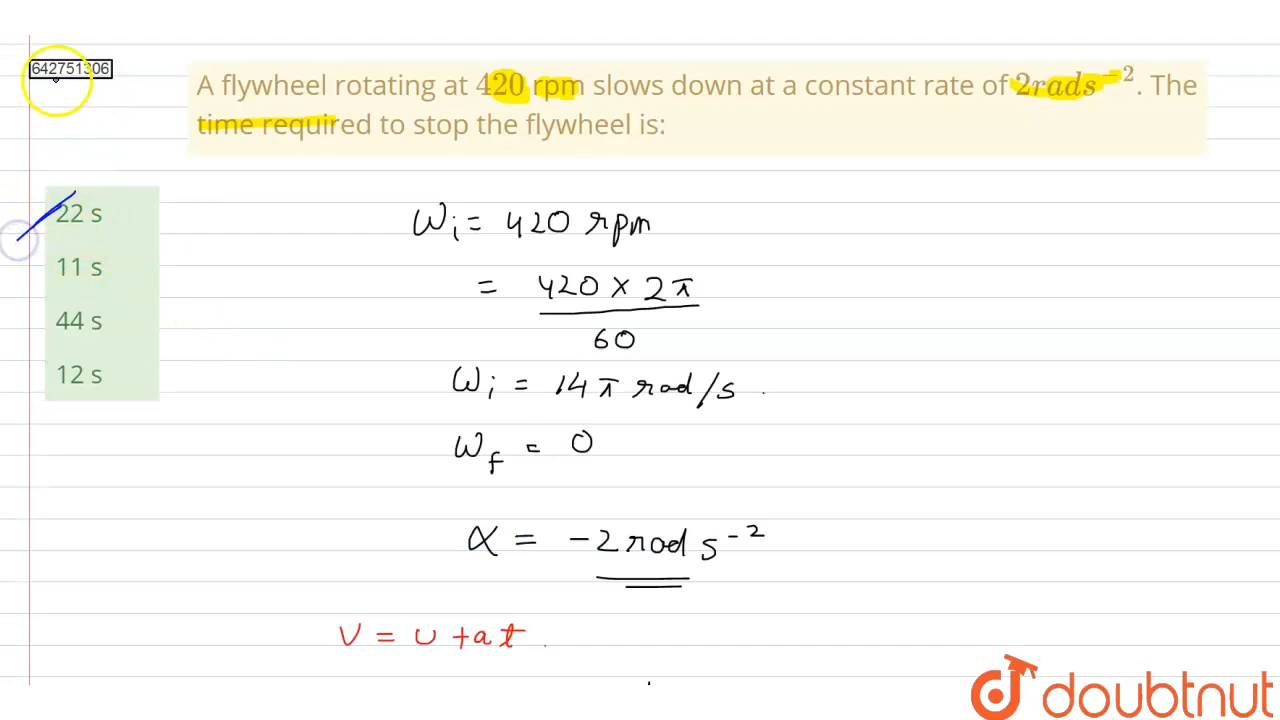 642751306
A flywheel rotating at 420 rpm slows down at a constant rate of 2rads⁻². The
time required to stop the flywheel is:
22 s
11 s
44 s
12 s
ωi = 420 rpm
= 420 × 2π
60
ωi = 14π rad/s .
ωf = 0
α = -2 rad s⁻²
V = u + at .
doubtnut